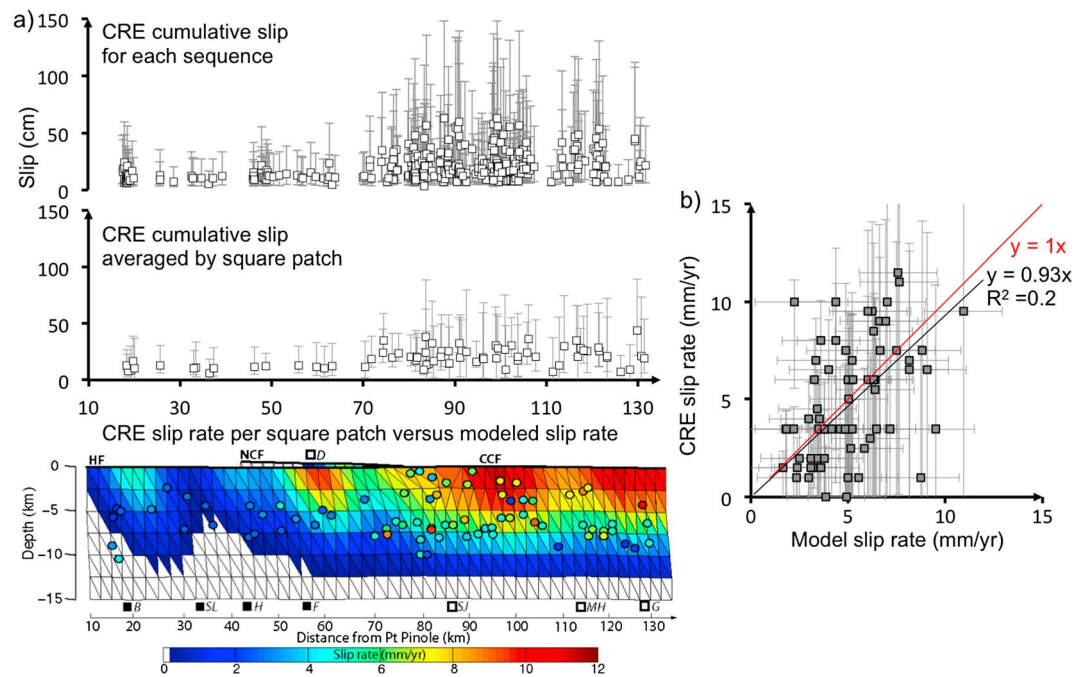 a)
150
100
50
0
Slip (cm)
CRE cumulative slip
for each sequence
150
100
50
0
CRE cumulative slip
averaged by square patch
10 30 50 70 90 110 130
CRE slip rate per square patch versus modeled slip rate
HF NCF D CCF
0
−5
−10
−15
Depth (km)
B SL H F SJ MH G
10 20 30 40 50 60 70 80 90 100 110 120 130
Distance from Pt Pinole (km)
Slip rate (mm/yr)
0 2 4 6 8 10 12
b)
15
10
5
0
CRE slip rate (mm/yr)
y = 1x
y = 0.93x
R² =0.2
0 5 10 15
Model slip rate (mm/yr)